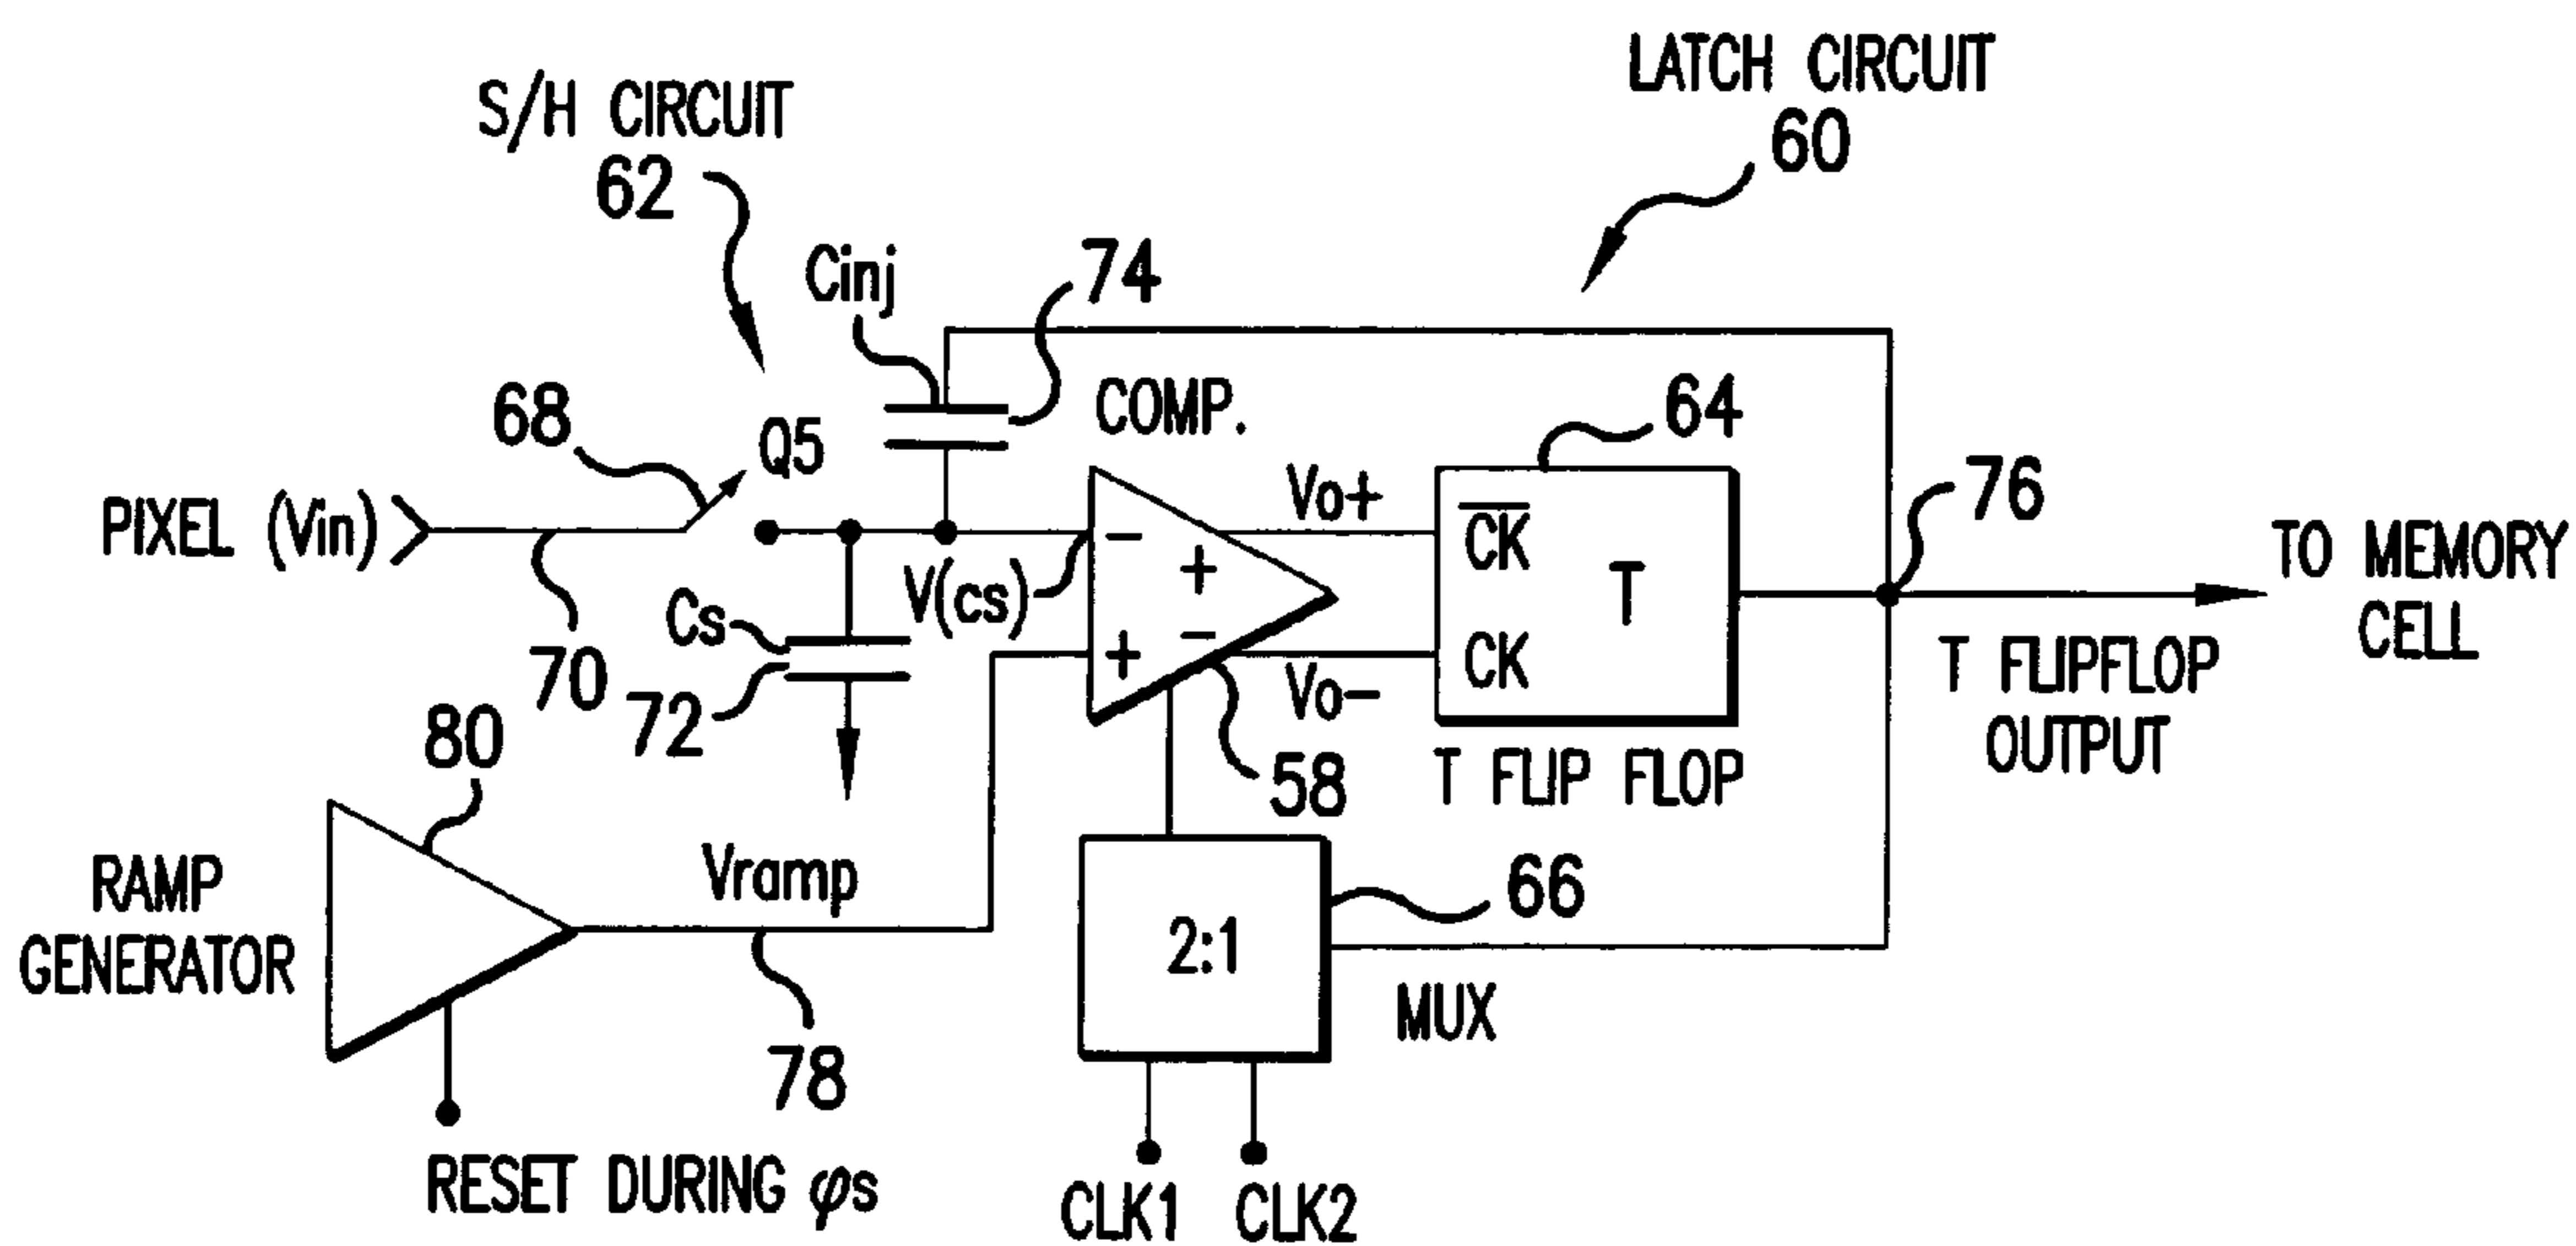 LATCH CIRCUIT
60
S/H CIRCUIT
62
Cinj
74
COMP.
64
68
Q5
76
PIXEL (Vin)
Vo+
CK
T
TO MEMORY
CELL
-
+
V(cs)
Cs
70
72
+
-
CK
Vo-
T FLIPFLOP
OUTPUT
80
58
T FLIP FLOP
RAMP
GENERATOR
Vramp
66
2:1
MUX
78
RESET DURING φs
CLK1
CLK2